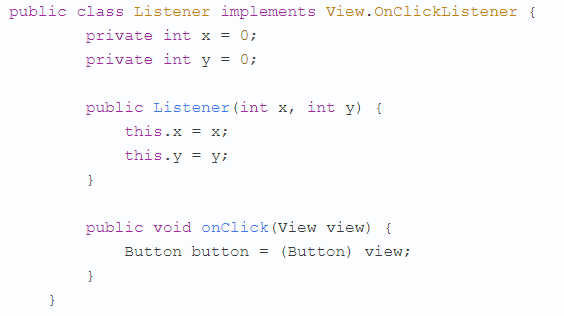 public class Listener implements View.OnClickListener {
private int x = 0;
private int y = 0;
public Listener(int x, int y) {
this.x = x;
this.y = y;
}
public void onClick(View view) {
Button button = (Button) view;
}
}